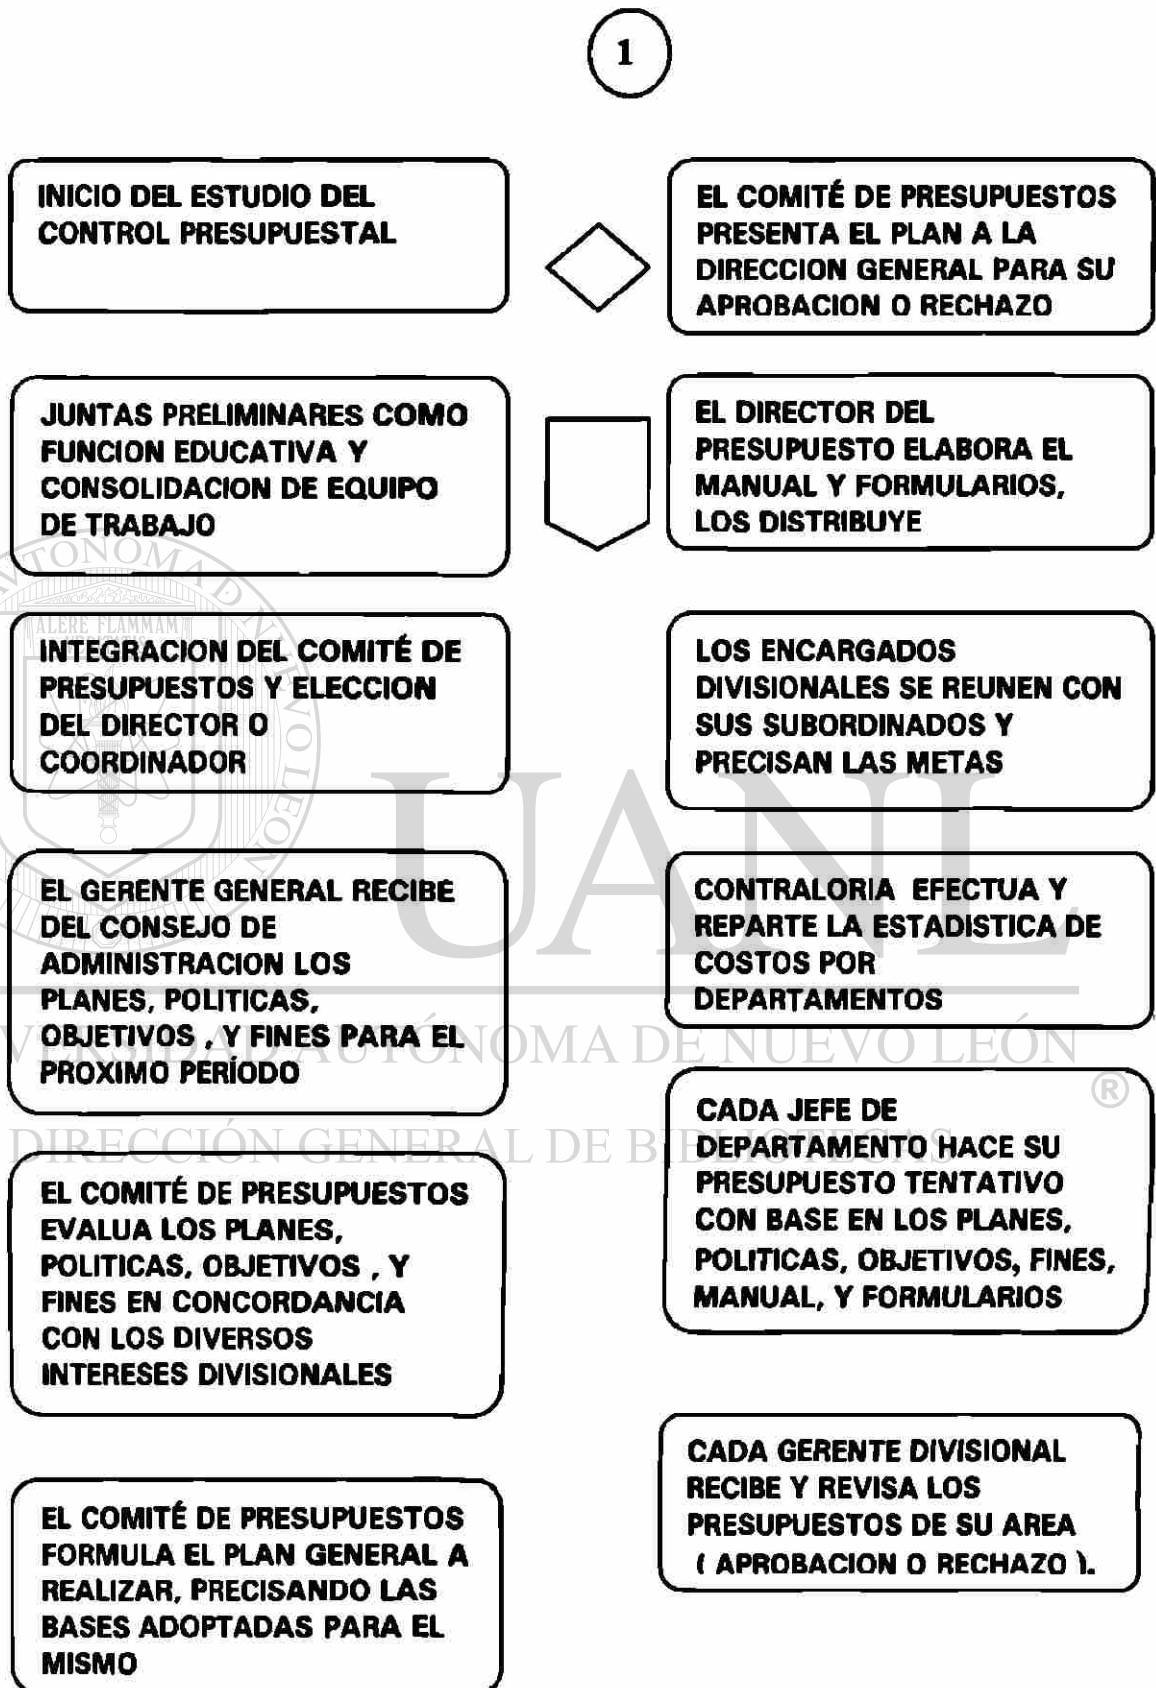 1
INICIO DEL ESTUDIO DEL
CONTROL PRESUPUESTAL
JUNTAS PRELIMINARES COMO
FUNCION EDUCATIVA Y
CONSOLIDACION DE EQUIPO
DE TRABAJO
INTEGRACION DEL COMITÉ DE
PRESUPUESTOS Y ELECCION
DEL DIRECTOR O
COORDINADOR
EL GERENTE GENERAL RECIBE
DEL CONSEJO DE
ADMINISTRACION LOS
PLANES, POLITICAS,
OBJETIVOS , Y FINES PARA EL
PROXIMO PERÍODO
EL COMITÉ DE PRESUPUESTOS
EVALUA LOS PLANES,
POLITICAS, OBJETIVOS , Y
FINES EN CONCORDANCIA
CON LOS DIVERSOS
INTERESES DIVISIONALES
EL COMITÉ DE PRESUPUESTOS
FORMULA EL PLAN GENERAL A
REALIZAR, PRECISANDO LAS
BASES ADOPTADAS PARA EL
MISMO
EL COMITÉ DE PRESUPUESTOS
PRESENTA EL PLAN A LA
DIRECCION GENERAL PARA SU
APROBACION O RECHAZO
EL DIRECTOR DEL
PRESUPUESTO ELABORA EL
MANUAL Y FORMULARIOS,
LOS DISTRIBUYE
LOS ENCARGADOS
DIVISIONALES SE REUNEN CON
SUS SUBORDINADOS Y
PRECISAN LAS METAS
CONTRALORIA EFECTUA Y
REPARTE LA ESTADISTICA DE
COSTOS POR
DEPARTAMENTOS
CADA JEFE DE
DEPARTAMENTO HACE SU
PRESUPUESTO TENTATIVO
CON BASE EN LOS PLANES,
POLITICAS, OBJETIVOS, FINES,
MANUAL, Y FORMULARIOS
CADA GERENTE DIVISIONAL
RECIBE Y REVISA LOS
PRESUPUESTOS DE SU AREA
( APROBACION O RECHAZO ).
UANL
VERSIDAD AUTÓNOMA DE NUEVO LEÓN
®
DIRECCIÓN GENERAL DE BIBLIOTECAS
AUTONOMA D NUEVO LEON
ALERE FLAMMAM